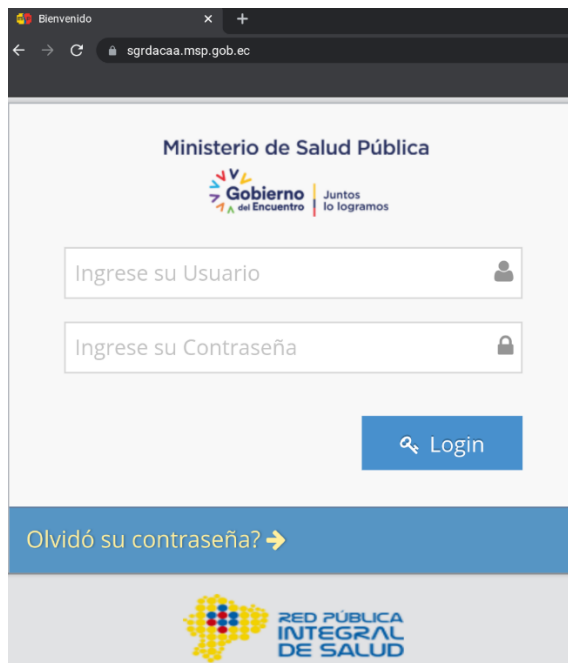 Bienvenido
sgrdacaa.msp.gob.ec
Ministerio de Salud Pública
Gobierno
del Encuentro
Juntos
lo logramos
Ingrese su Usuario
Ingrese su Contraseña
Login
Olvidó su contraseña?
RED PÚBLICA
INTEGRAL
DE SALUD